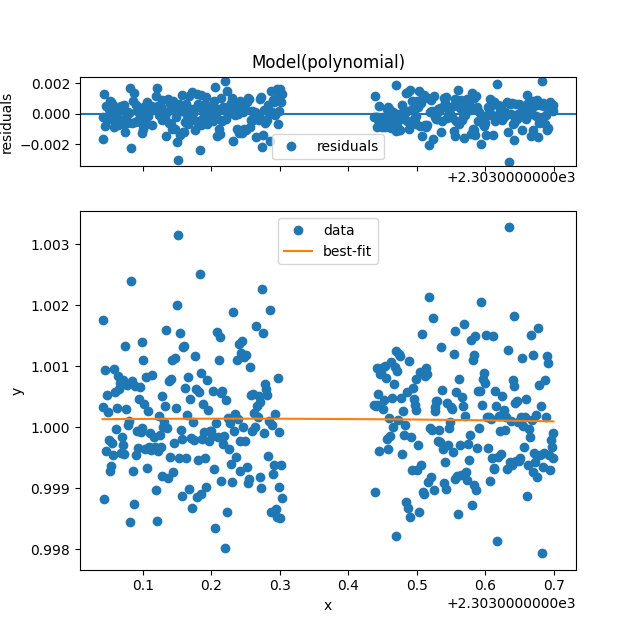 Model(polynomial)
0.002
0.000
−0.002
residuals
residuals
+2.3030000000e3
data
best-fit
1.003
1.002
1.001
1.000
0.999
0.998
y
0.1 0.2 0.3 0.4 0.5 0.6 0.7
x
+2.3030000000e3